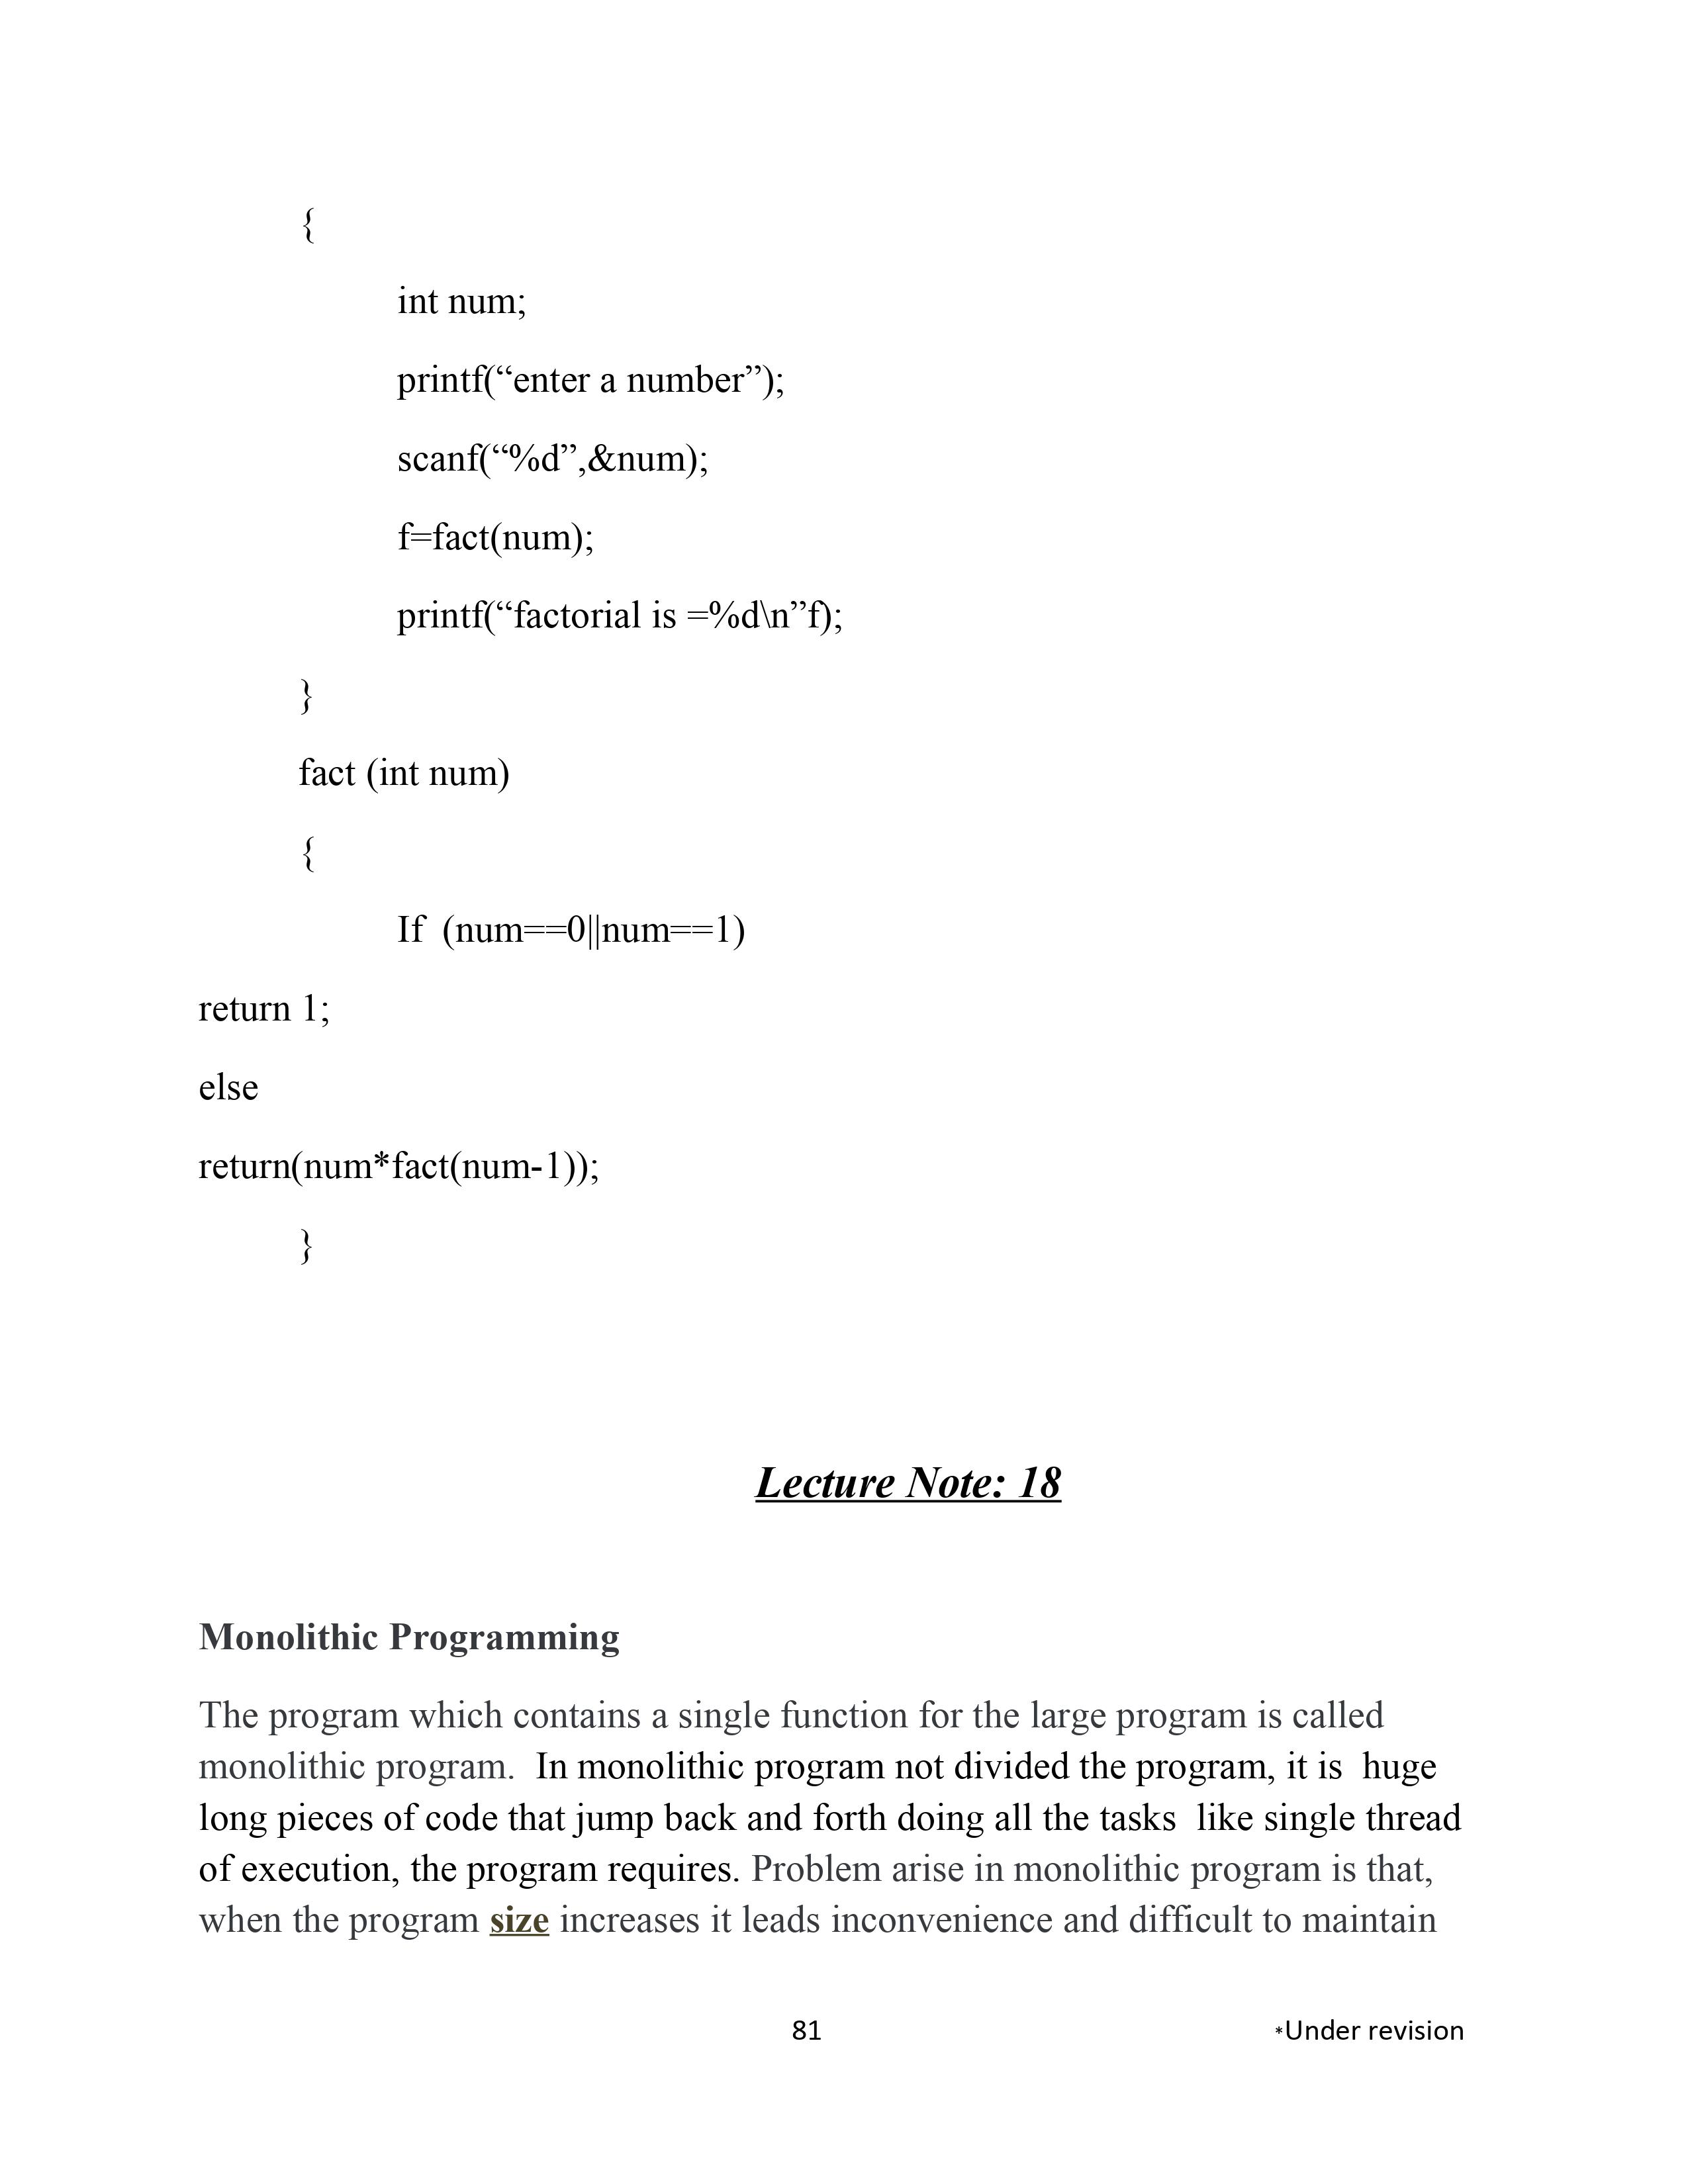 {
int num;
printf(“enter a number”);
scanf(“%d”,&num);
f=fact(num);
printf(“factorial is =%d\n”f);
}
fact (int num)
{
If  (num==0||num==1)
return 1;
else
return(num*fact(num-1));
}
Lecture Note: 18
Monolithic Programming
The program which contains a single function for the large program is called
monolithic program.  In monolithic program not divided the program, it is  huge
long pieces of code that jump back and forth doing all the tasks  like single thread
of execution, the program requires. Problem arise in monolithic program is that,
when the program size increases it leads inconvenience and difficult to maintain
81
*Under revision